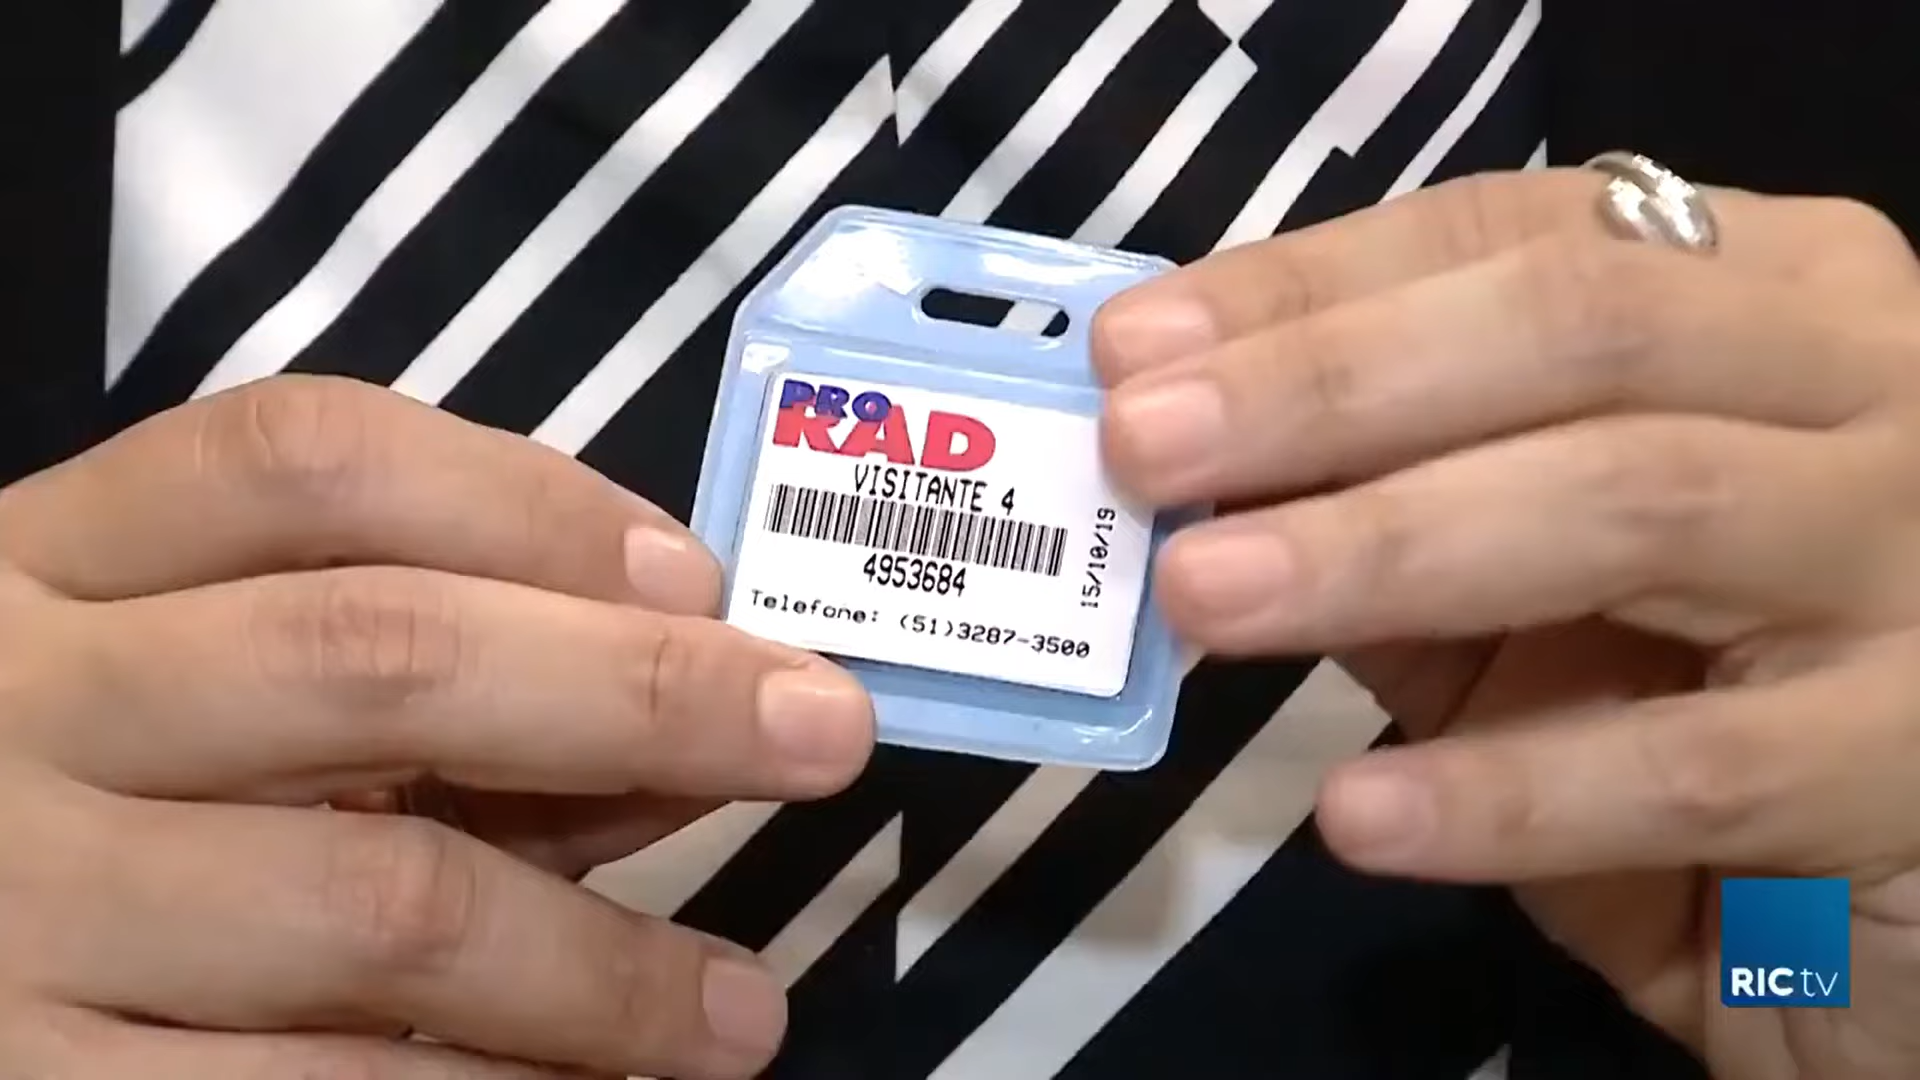 PRO
RAD
VISITANTE 4
4953684
15/10/19
Telefone: (51)3287-3500
RIC tv